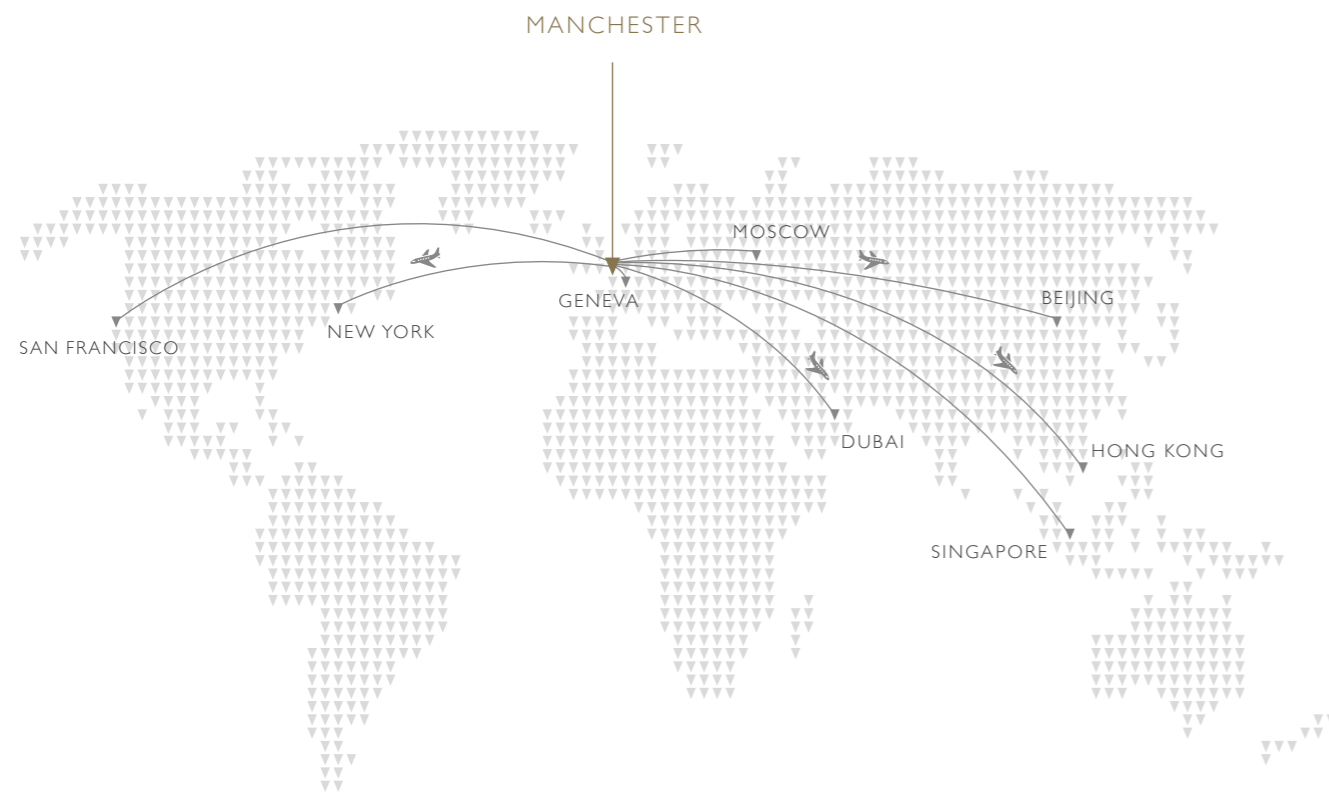 MANCHESTER
MOSCOW
GENEVA
BEIJING
NEW YORK
SAN FRANCISCO
DUBAI
HONG KONG
SINGAPORE